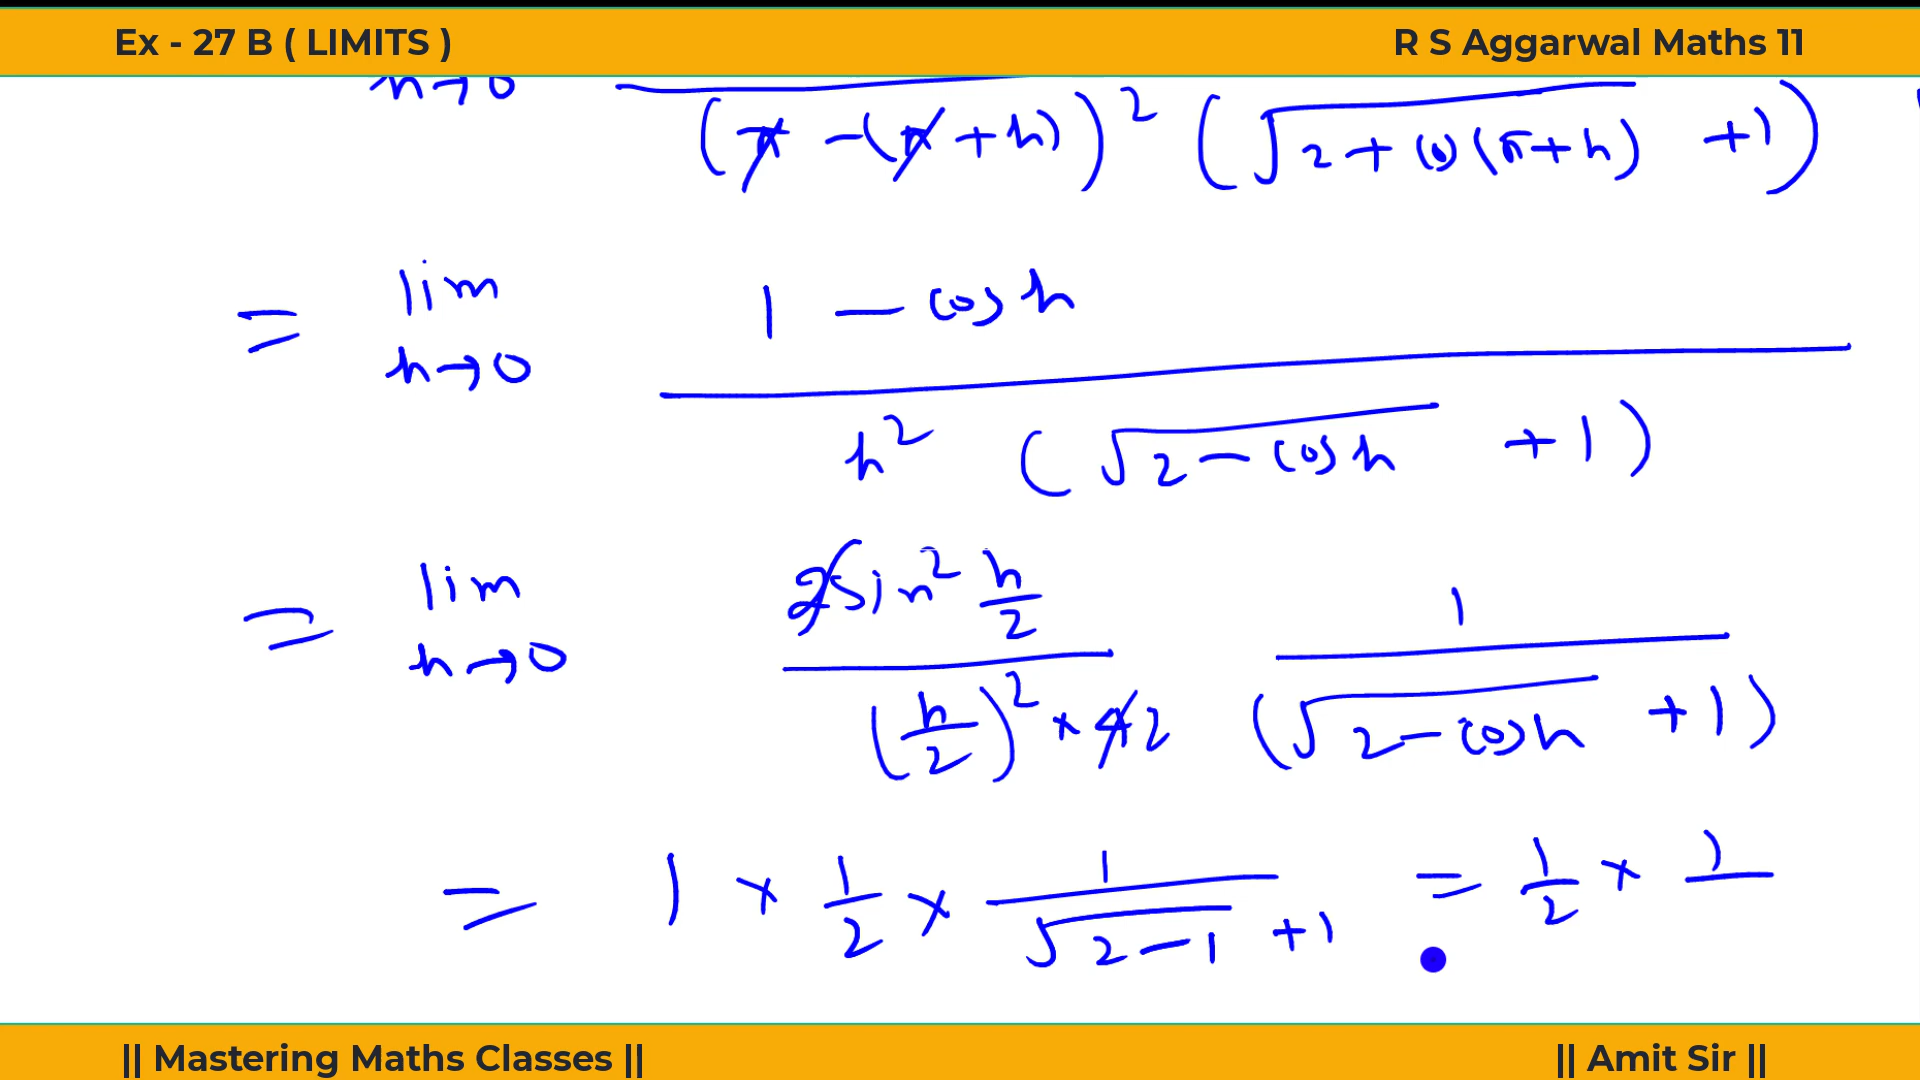 Ex - 27 B ( LIMITS )
R S Aggarwal Maths 11
h→0
(π - (π + h))² (√2 + cos(π + h) + 1)
= lim h→0 1 - cos h / h² (√2 - cos h + 1)
= lim h→0 2 sin² h/2 / (h/2)² × 4 2 1 / (√2 - cos h + 1)
= 1 × 1/2 × 1 / √2 - 1 + 1 = 1/2 × 1
|| Mastering Maths Classes ||
|| Amit Sir ||